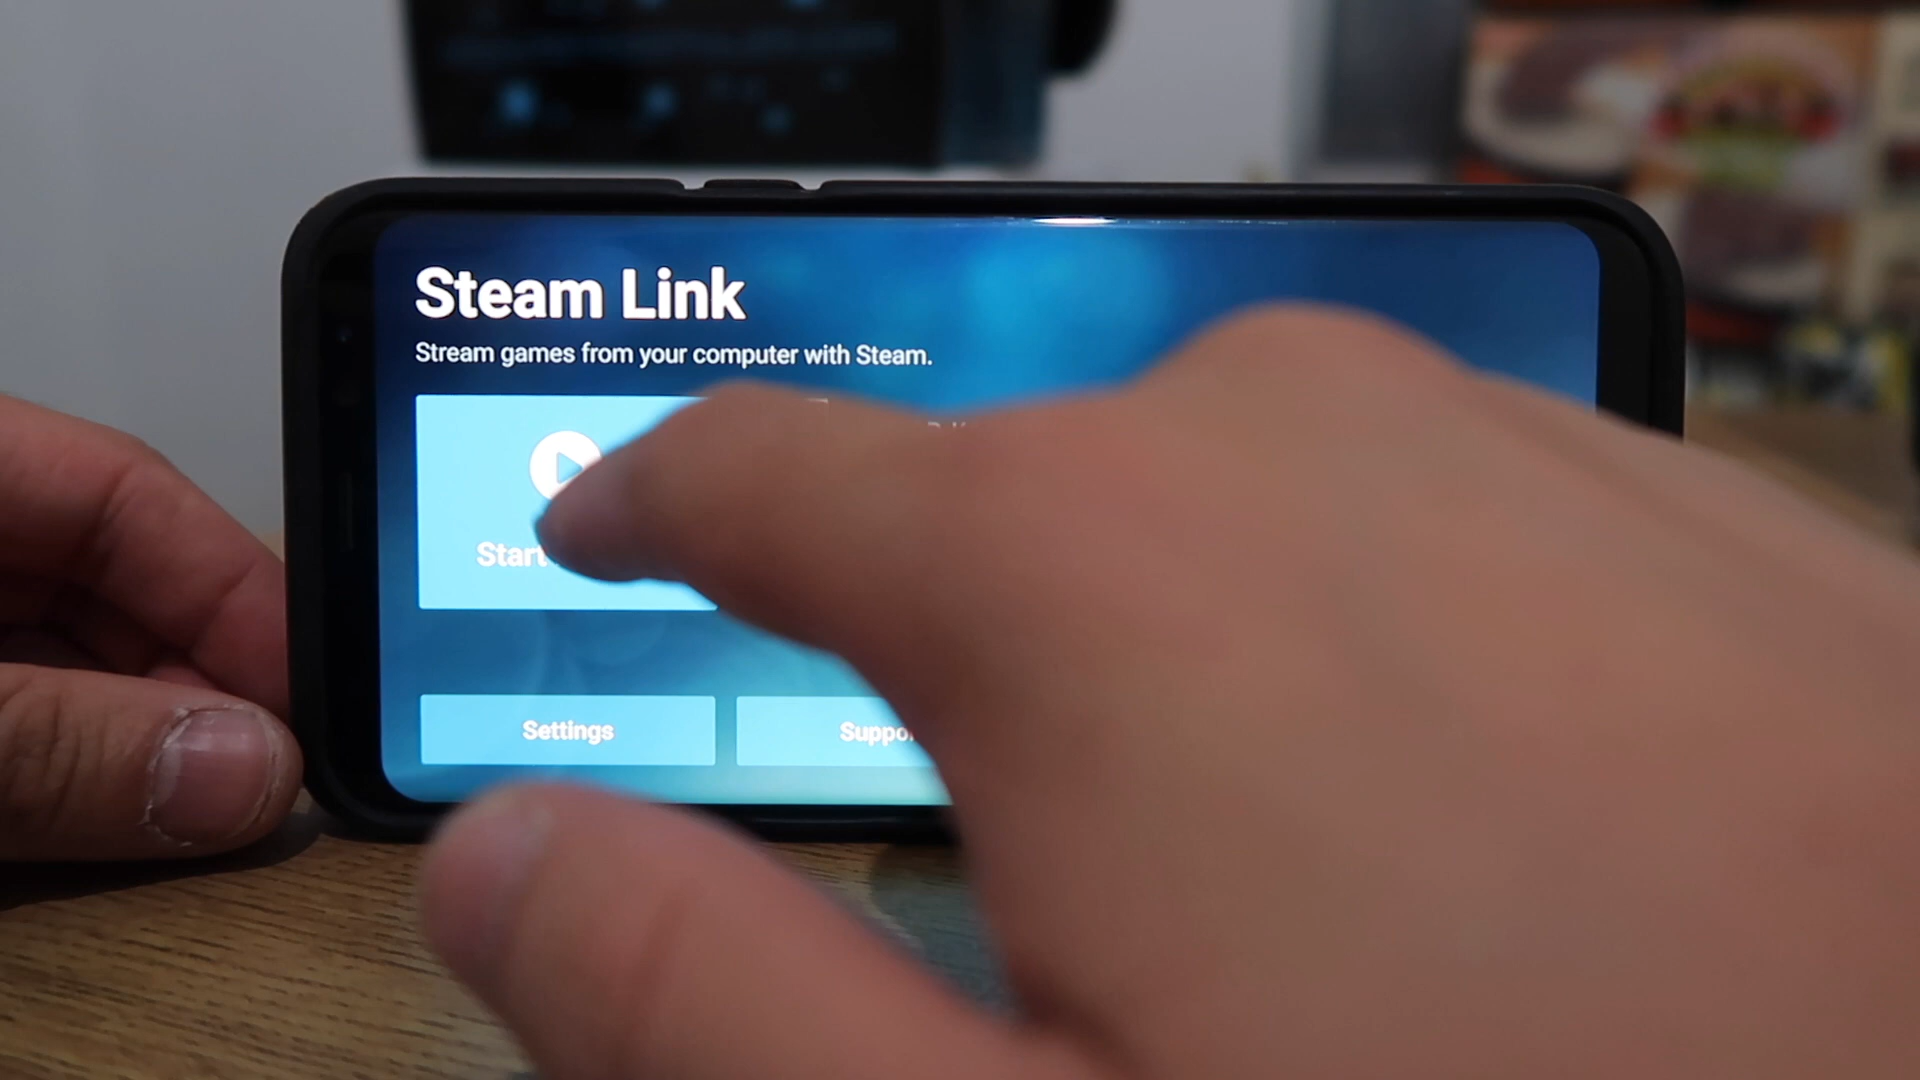 Steam Link
Stream games from your computer with Steam.
Start
Settings